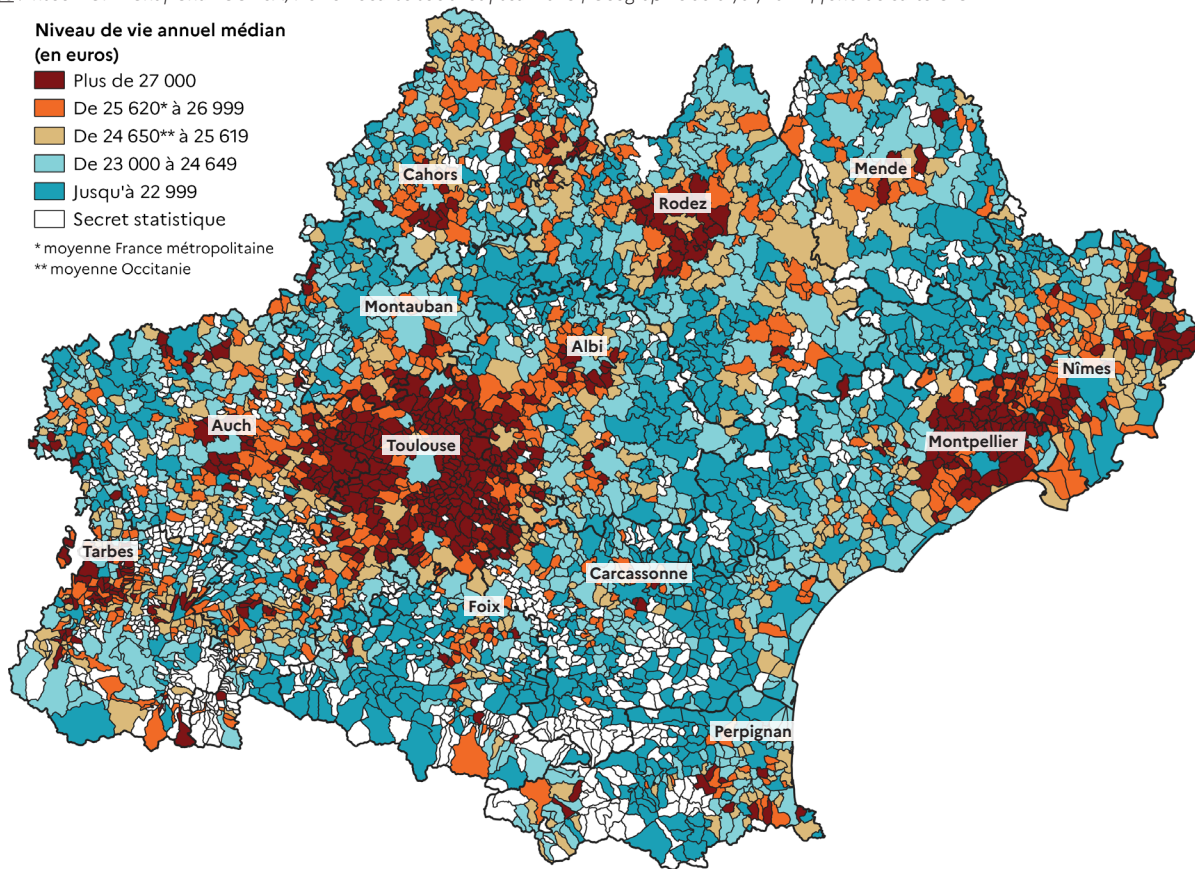 Niveau de vie annuel médian
(en euros)
Plus de 27 000
De 25 620* à 26 999
De 24 650** à 25 619
De 23 000 à 24 649
Jusqu'à 22 999
Secret statistique
* moyenne France métropolitaine
** moyenne Occitanie
Cahors
Mende
Rodez
Montauban
Albi
Nîmes
Auch
Toulouse
Montpellier
Tarbes
Carcassonne
Foix
Perpignan